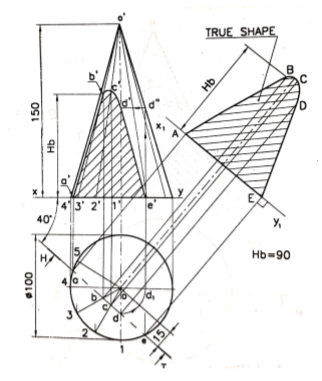 o'
TRUE SHAPE
B
C
D
A
E
Hb
b'
c'
d'
d"
x₁
y₁
150
Hb
a'
x
4'
3'
2'
1'
e'
y
40°
Hb=90
ø100
H
5
4
a
b
c
o
d
d₁
3
2
1
e
15
T